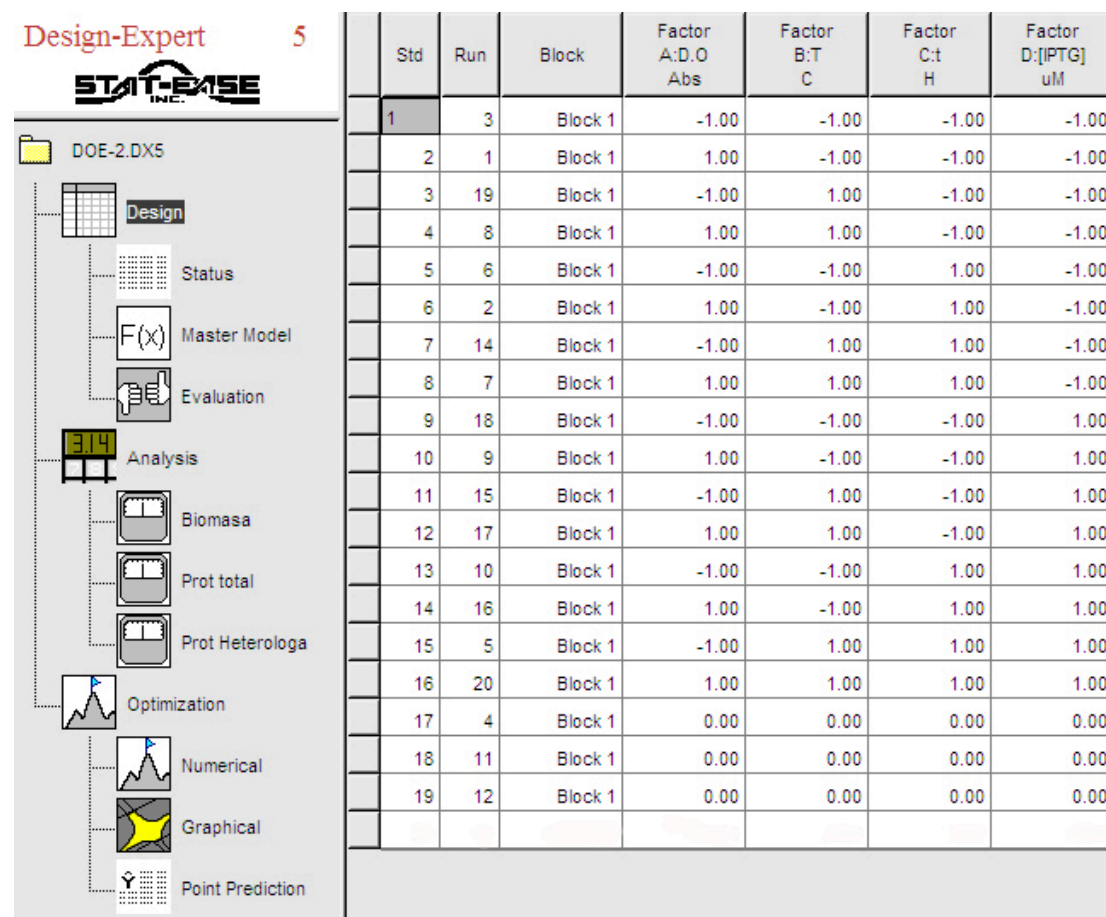 Design-Expert 5
STAT-EASE
INC.
DOE-2.DX5
Design
Status
F(x) Master Model
Evaluation
3.14 Analysis
Biomasa
Prot total
Prot Heterologa
Optimization
Numerical
Graphical
Ŷ Point Prediction
Std Run Block Factor A:D.O Abs Factor B:T C Factor C:t H Factor D:[IPTG] uM
1 3 Block 1 -1.00 -1.00 -1.00 -1.00
2 1 Block 1 1.00 -1.00 -1.00 -1.00
3 19 Block 1 -1.00 1.00 -1.00 -1.00
4 8 Block 1 1.00 1.00 -1.00 -1.00
5 6 Block 1 -1.00 -1.00 1.00 -1.00
6 2 Block 1 1.00 -1.00 1.00 -1.00
7 14 Block 1 -1.00 1.00 1.00 -1.00
8 7 Block 1 1.00 1.00 1.00 -1.00
9 18 Block 1 -1.00 -1.00 -1.00 1.00
10 9 Block 1 1.00 -1.00 -1.00 1.00
11 15 Block 1 -1.00 1.00 -1.00 1.00
12 17 Block 1 1.00 1.00 -1.00 1.00
13 10 Block 1 -1.00 -1.00 1.00 1.00
14 16 Block 1 1.00 -1.00 1.00 1.00
15 5 Block 1 -1.00 1.00 1.00 1.00
16 20 Block 1 1.00 1.00 1.00 1.00
17 4 Block 1 0.00 0.00 0.00 0.00
18 11 Block 1 0.00 0.00 0.00 0.00
19 12 Block 1 0.00 0.00 0.00 0.00